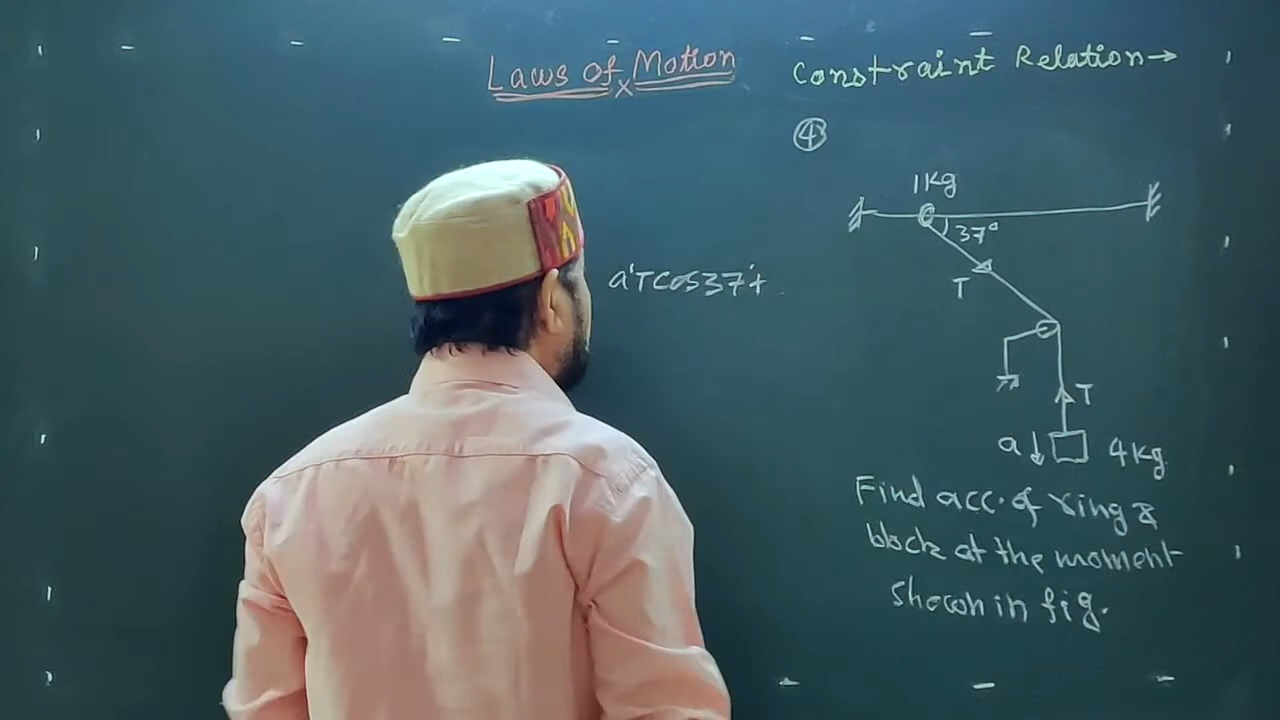 Laws of Motion
Constraint Relation→
④
1Kg
37°
T
a'Tcos37°+
T
a↓
4Kg
Find acc. of ring &
block at the moment
shown in fig.